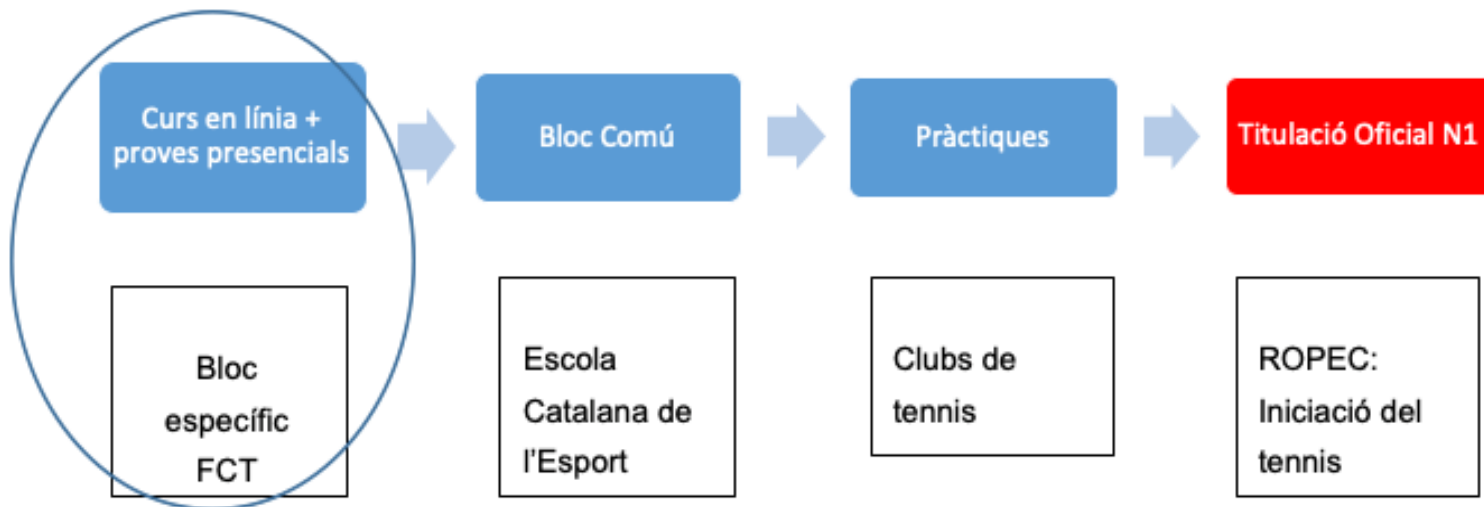 Curs en línia +
proves presencials
Bloc Comú
Pràctiques
Titulació Oficial N1
Bloc
específic
FCT
Escola
Catalana de
l'Esport
Clubs de
tennis
ROPEC:
Iniciació del
tennis